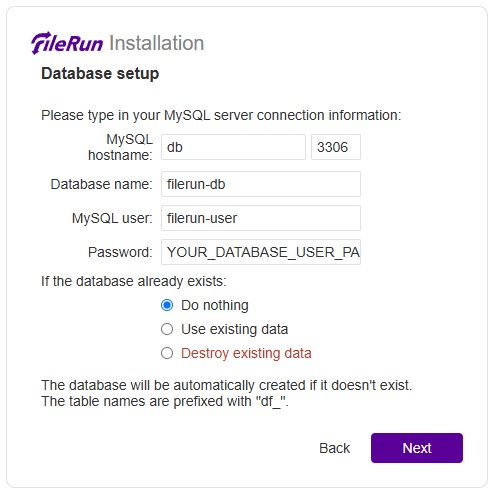 FileRun Installation
Database setup
Please type in your MySQL server connection information:
MySQL
hostname:
db 3306
Database name: filerun-db
MySQL user: filerun-user
Password: YOUR_DATABASE_USER_PA
If the database already exists:
Do nothing
Use existing data
Destroy existing data
The database will be automatically created if it doesn't exist.
The table names are prefixed with "df_".
Back Next